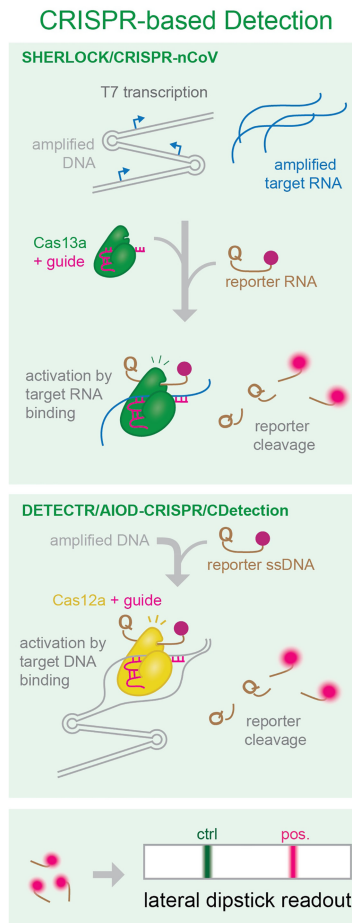 CRISPR-based Detection
SHERLOCK/CRISPR-nCoV
T7 transcription
amplified
DNA
amplified
target RNA
Cas13a
+ guide
Q
reporter RNA
Q
activation by
target RNA
binding
Q
Q
reporter
cleavage
DETECTR/AIOD-CRISPR/CDetection
amplified DNA
Q
reporter ssDNA
Cas12a + guide
Q
activation by
target DNA
binding
Q
Q
reporter
cleavage
ctrl
pos.
lateral dipstick readout